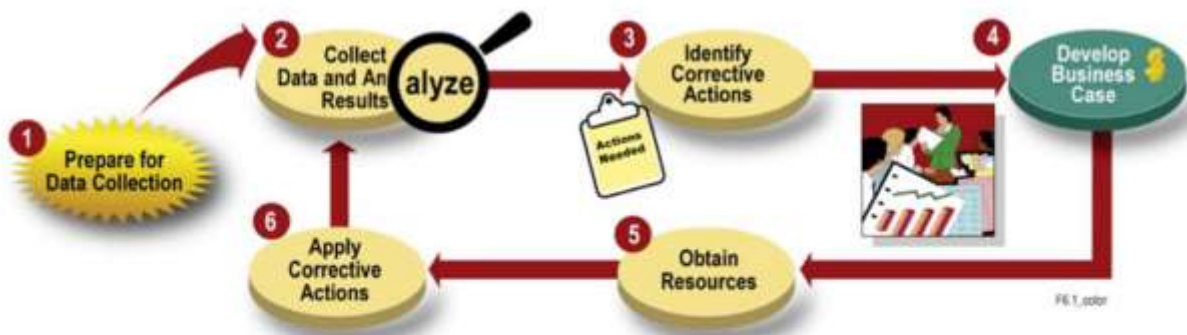 1
Prepare for
Data Collection
2
Collect
Data and An
Results
alyze
3
Identify
Corrective
Actions
Actions
Needed
4
Develop
Business
Case
$
5
Obtain
Resources
6
Apply
Corrective
Actions
F6.1_color